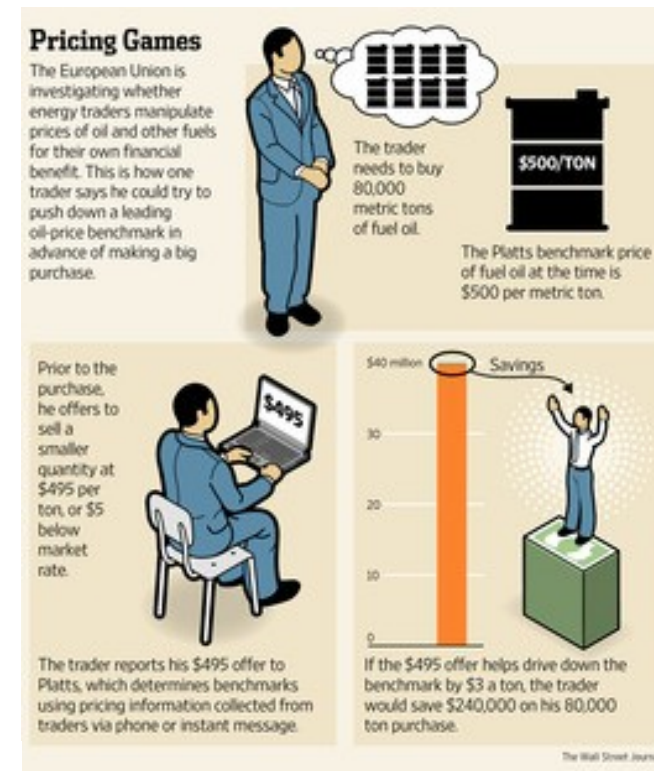 Pricing Games
The European Union is
investigating whether
energy traders manipulate
prices of oil and other fuels
for their own financial
benefit. This is how one
trader says he could try to
push down a leading
oil-price benchmark in
advance of making a big
purchase.
The trader
needs to buy
80,000
metric tons
of fuel oil.
$500/TON
The Platts benchmark price
of fuel oil at the time is
$500 per metric ton.
Prior to the
purchase,
he offers to
sell a
smaller
quantity at
$495 per
ton, or $5
below
market
rate.
$495
The trader reports his $495 offer to
Platts, which determines benchmarks
using pricing information collected from
traders via phone or instant message.
$40 million
Savings
30
20
10
0
If the $495 offer helps drive down the
benchmark by $3 a ton, the trader
would save $240,000 on his 80,000
ton purchase.
The Wall Street Journ